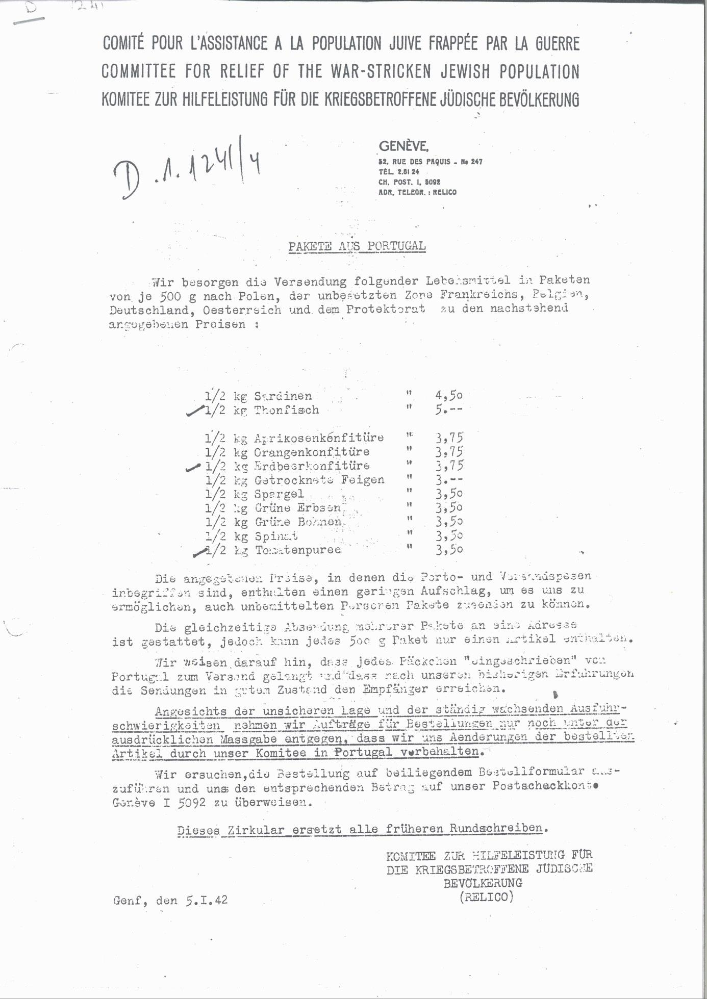 D 1241
COMITÉ POUR L'ASSISTANCE A LA POPULATION JUIVE FRAPPÉE PAR LA GUERRE
COMMITTEE FOR RELIEF OF THE WAR-STRICKEN JEWISH POPULATION
KOMITEE ZUR HILFELEISTUNG FÜR DIE KRIEGSBETROFFENE JÜDISCHE BEVÖLKERUNG
D.1.1241/4
GENÈVE,
52, RUE DES PAQUIS - No 247
TÉL. 2.81 24
CH. POST. I. 5092
ADR. TELEGR. : RELICO
PAKETE AUS PORTUGAL
Wir besorgen die Versendung folgender Lebensmittel in Paketen
von je 500 g nach Polen, der unbesetzten Zone Frankreichs, Belgien,
Deutschland, Oesterreich und dem Protektorat zu den nachstehend
angegebenen Preisen :
1/2 kg Sardinen " 4,50
1/2 kg Thonfisch " 5.--
1/2 kg Aprikosenkonfitüre " 3,75
1/2 kg Orangenkonfitüre " 3,75
1/2 kg Erdbeerkonfitüre " 3,75
1/2 kg Getrocknete Feigen " 3.--
1/2 kg Spargel " 3,50
1/2 kg Grüne Erbsen " 3,50
1/2 kg Grüne Bohnen " 3,50
1/2 kg Spinat " 3,50
1/2 kg Tomatenpuree " 3,50
Die angegebenen Preise, in denen die Porto- und Versandspesen
inbegriffen sind, enthalten einen geringen Aufschlag, um es uns zu
ermöglichen, auch unbemittelten Personen Pakete zusenden zu können.
Die gleichzeitige Absendung mehrerer Pakete an eine Adresse
ist gestattet, jedoch kann jedes 500 g Paket nur einen Artikel enthalten.
Wir weisen darauf hin, dass jedes Päckchen "eingeschrieben" von
Portugal zum Versand gelangt und dass nach unseren bisherigen Erfahrungen
die Sendungen in gutem Zustand den Empfänger erreichen.
Angesichts der unsicheren Lage und der ständig wachsenden Ausfuhr-
schwierigkeiten nehmen wir Aufträge für Bestellungen nur noch unter der
ausdrücklichen Massgabe entgegen, dass wir uns Aenderungen der bestellten
Artikel durch unser Komitee in Portugal vorbehalten.
Wir ersuchen,die Bestellung auf beiliegendem Bestellformular aus-
zuführen und uns den entsprechenden Betrag auf unser Postscheckkonto
Genève I 5092 zu überweisen.
Dieses Zirkular ersetzt alle früheren Rundschreiben.
KOMITEE ZUR HILFELEISTUNG FÜR
DIE KRIEGSBETROFFENE JÜDISCHE
BEVÖLKERUNG
(RELICO)
Genf, den 5.I.42